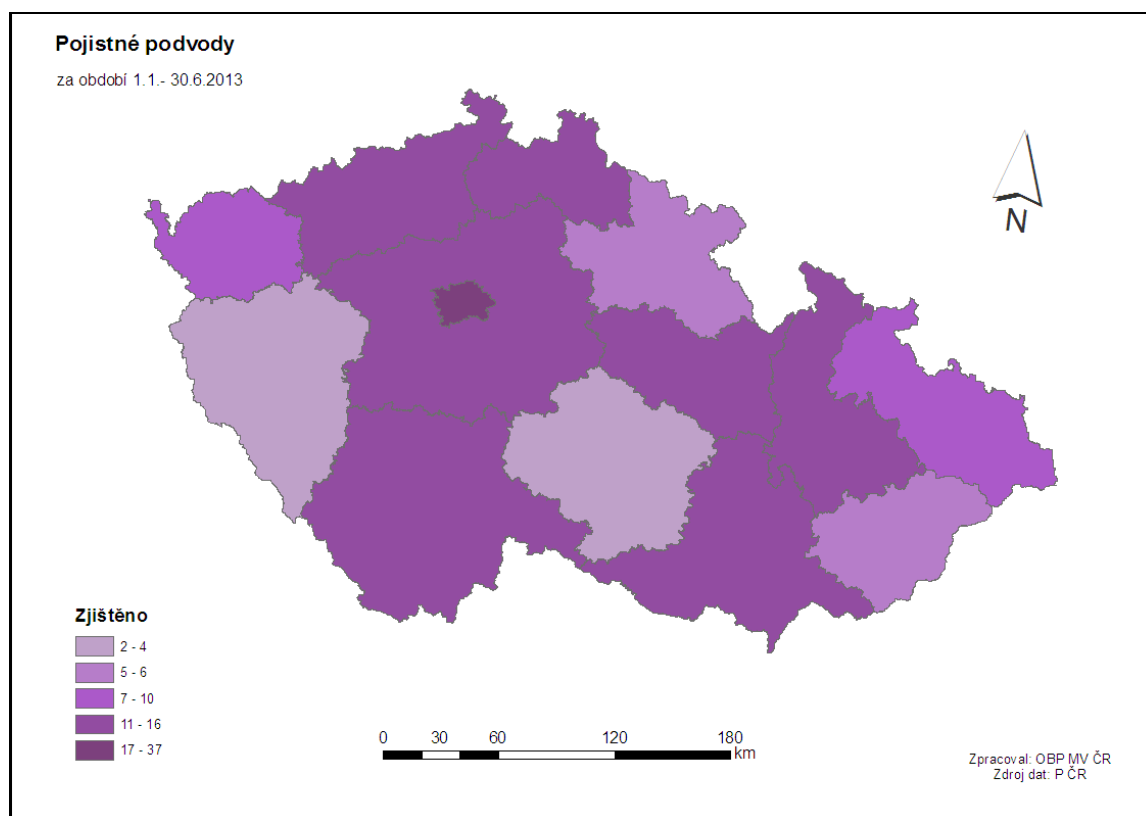 Pojistné podvody
za období 1.1.- 30.6.2013
N
Zjištěno
2 - 4
5 - 6
7 - 10
11 - 16
17 - 37
0 30 60 120 180
km
Zpracoval: OBP MV ČR
Zdroj dat: P ČR